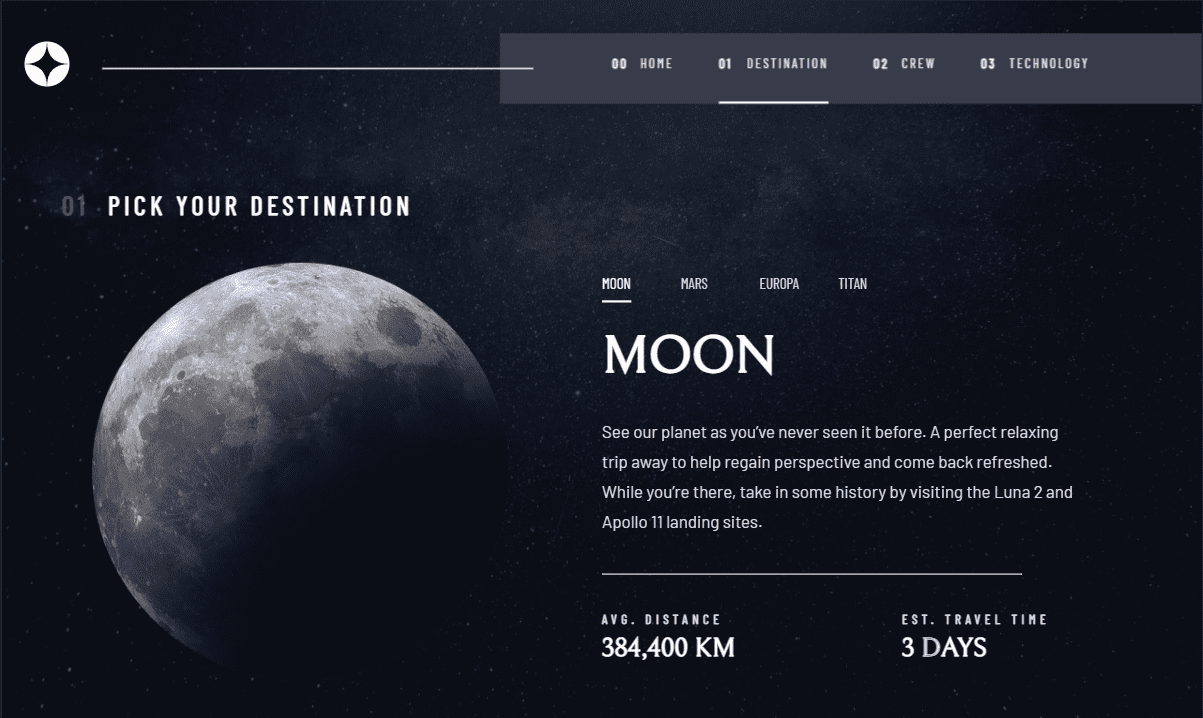 00 HOME 01 DESTINATION 02 CREW 03 TECHNOLOGY
01 PICK YOUR DESTINATION
MOON MARS EUROPA TITAN
MOON
See our planet as you’ve never seen it before. A perfect relaxing
trip away to help regain perspective and come back refreshed.
While you’re there, take in some history by visiting the Luna 2 and
Apollo 11 landing sites.
AVG. DISTANCE EST. TRAVEL TIME
384,400 KM 3 DAYS